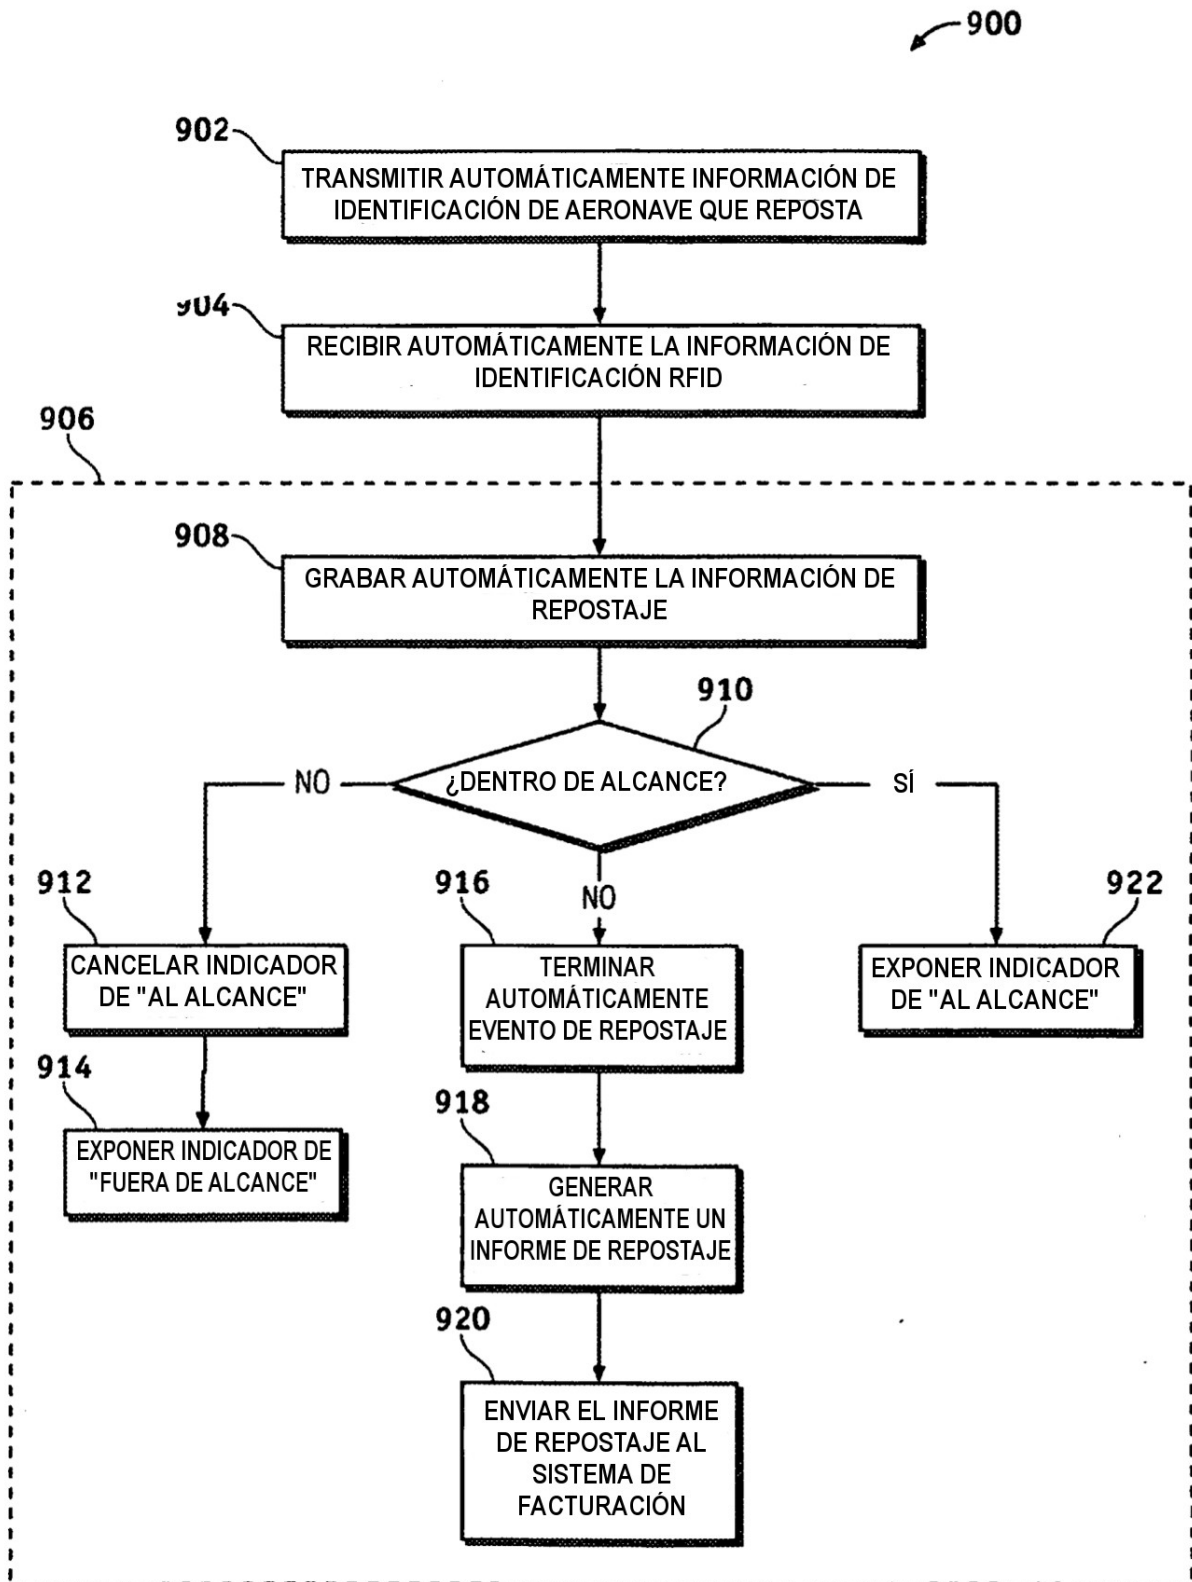 900
902
TRANSMITIR AUTOMÁTICAMENTE INFORMACIÓN DE
IDENTIFICACIÓN DE AERONAVE QUE REPOSTA
904
RECIBIR AUTOMÁTICAMENTE LA INFORMACIÓN DE
IDENTIFICACIÓN RFID
906
908
GRABAR AUTOMÁTICAMENTE LA INFORMACIÓN DE
REPOSTAJE
910
¿DENTRO DE ALCANCE?
NO
SÍ
NO
912
CANCELAR INDICADOR
DE "AL ALCANCE"
914
EXPONER INDICADOR DE
"FUERA DE ALCANCE"
916
TERMINAR
AUTOMÁTICAMENTE
EVENTO DE REPOSTAJE
918
GENERAR
AUTOMÁTICAMENTE UN
INFORME DE REPOSTAJE
920
ENVIAR EL INFORME
DE REPOSTAJE AL
SISTEMA DE
FACTURACIÓN
922
EXPONER INDICADOR
DE "AL ALCANCE"